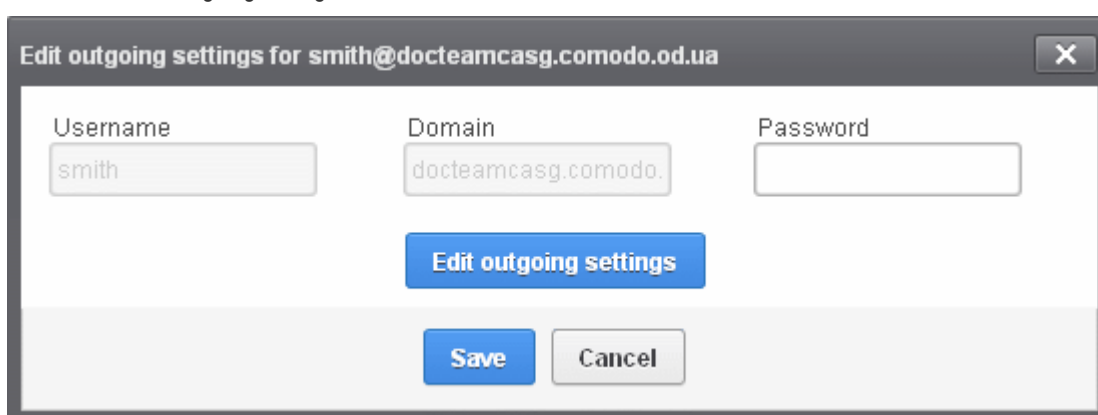 Edit outgoing settings for smith@docteamcasg.comodo.od.ua
Username Domain Password
smith docteamcasg.comodo.
Edit outgoing settings
Save Cancel